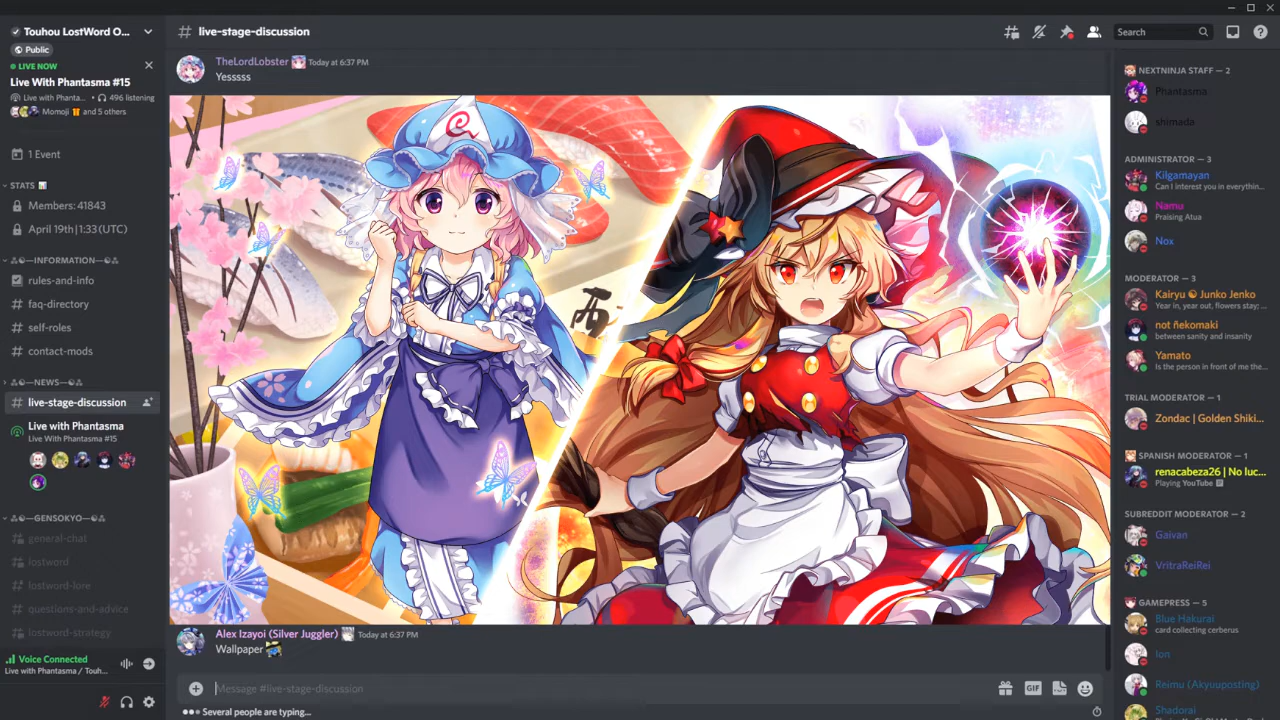 Touhou LostWord O...
Public
LIVE NOW
Live With Phantasma #15
Live with Phanta... • 496 listening
Momoji and 5 others
1 Event
STATS
Members: 41843
April 19th | 1:33 (UTC)
INFORMATION
rules-and-info
faq-directory
self-roles
contact-mods
NEWS
live-stage-discussion
Live with Phantasma
Live With Phantasma #15
GENSOKYO
general-chat
lostword
lostword-lore
questions-and-advice
lostword-strategy
Voice Connected
Live with Phantasma / Touh...
live-stage-discussion
Search
TheLordLobster Today at 6:37 PM
Yesssss
Alex Izayoi (Silver Juggler) Today at 6:37 PM
Wallpaper
Message #live-stage-discussion
GIF
Several people are typing...
NEXTNINJA STAFF — 2
Phantasma
shimada
ADMINISTRATOR — 3
Kilgamayan
Can I interest you in everythin...
Namu
Praising Atua
Nox
MODERATOR — 3
Kairyu ☯ Junko Jenko
Year in, year out, flowers stay; ...
not ñekomaki
between sanity and insanity
Yamato
Is the person in front of me the...
TRIAL MODERATOR — 1
Zondac | Golden Shiki...
SPANISH MODERATOR — 1
renacabeza26 | No luc...
Playing YouTube
SUBREDDIT MODERATOR — 2
Gaivan
VritraReiRei
GAMEPRESS — 5
Blue Hakurai
card collecting cerberus
Ion
Reimu (Akyuuposting)
Shadorai